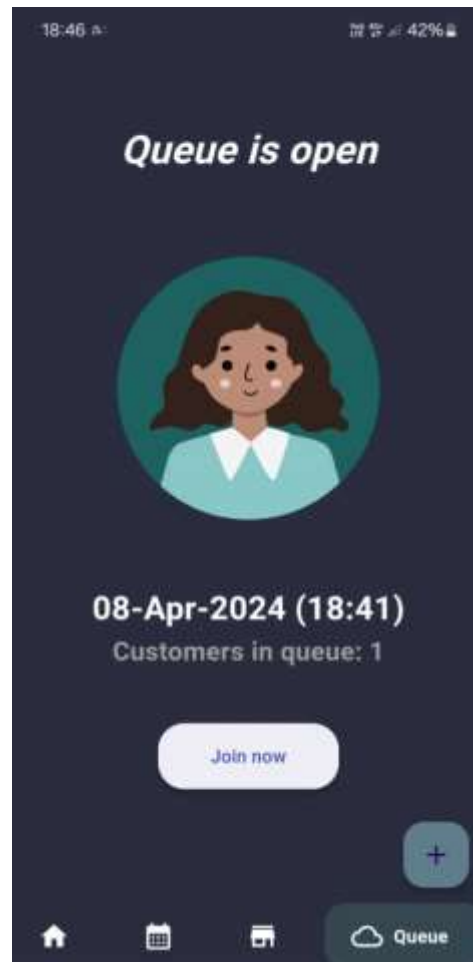 18:46
42%
Queue is open
08-Apr-2024 (18:41)
Customers in queue: 1
Join now
+
Queue